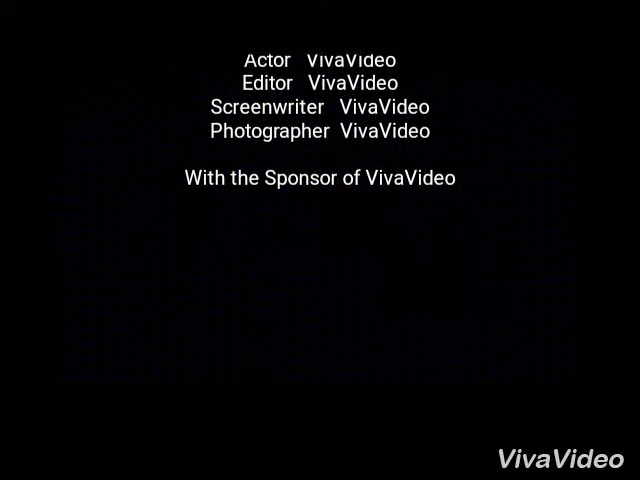 Actor VivaVideo
Editor VivaVideo
Screenwriter VivaVideo
Photographer VivaVideo
With the Sponsor of VivaVideo
VivaVideo